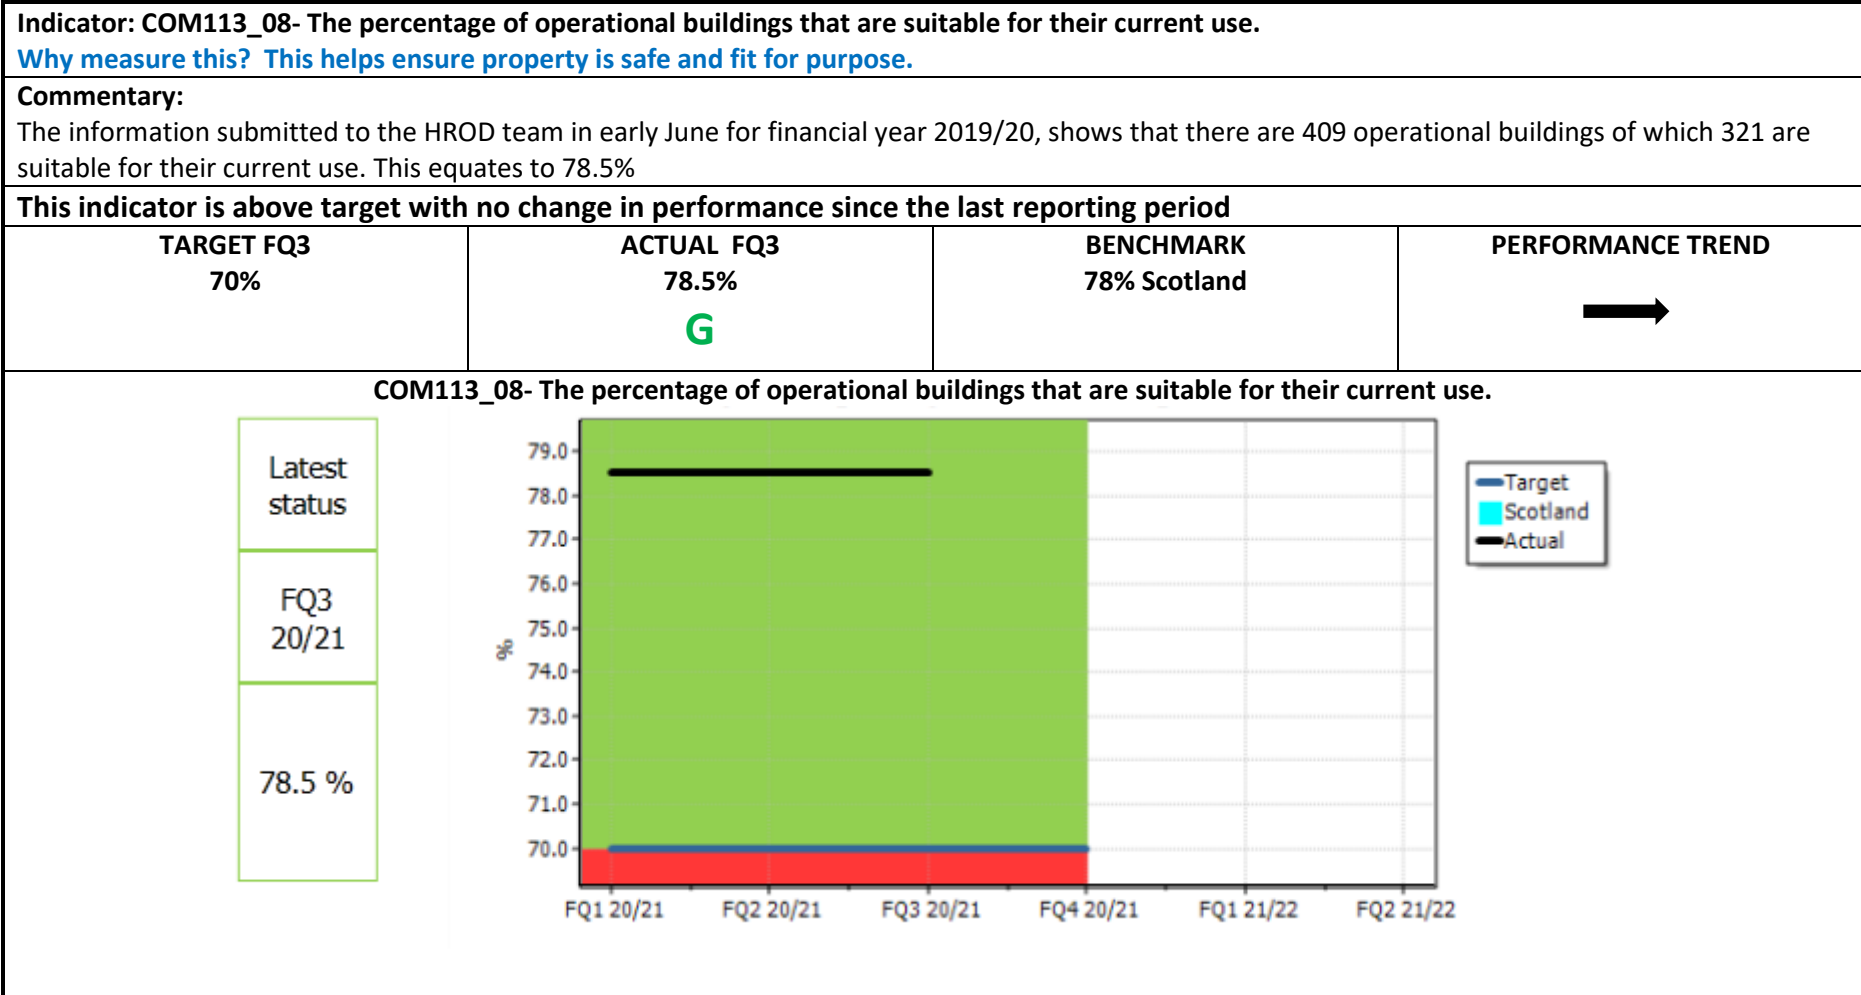 Indicator: COM113_08- The percentage of operational buildings that are suitable for their current use.
Why measure this?  This helps ensure property is safe and fit for purpose.
Commentary:
The information submitted to the HROD team in early June for financial year 2019/20, shows that there are 409 operational buildings of which 321 are
suitable for their current use. This equates to 78.5%
This indicator is above target with no change in performance since the last reporting period
TARGET FQ3
70%
ACTUAL  FQ3
78.5%
G
BENCHMARK
78% Scotland
PERFORMANCE TREND
COM113_08- The percentage of operational buildings that are suitable for their current use.
Latest
status
FQ3
20/21
78.5 %
%
79.0
78.0
77.0
76.0
75.0
74.0
73.0
72.0
71.0
70.0
FQ1 20/21
FQ2 20/21
FQ3 20/21
FQ4 20/21
FQ1 21/22
FQ2 21/22
Target
Scotland
Actual